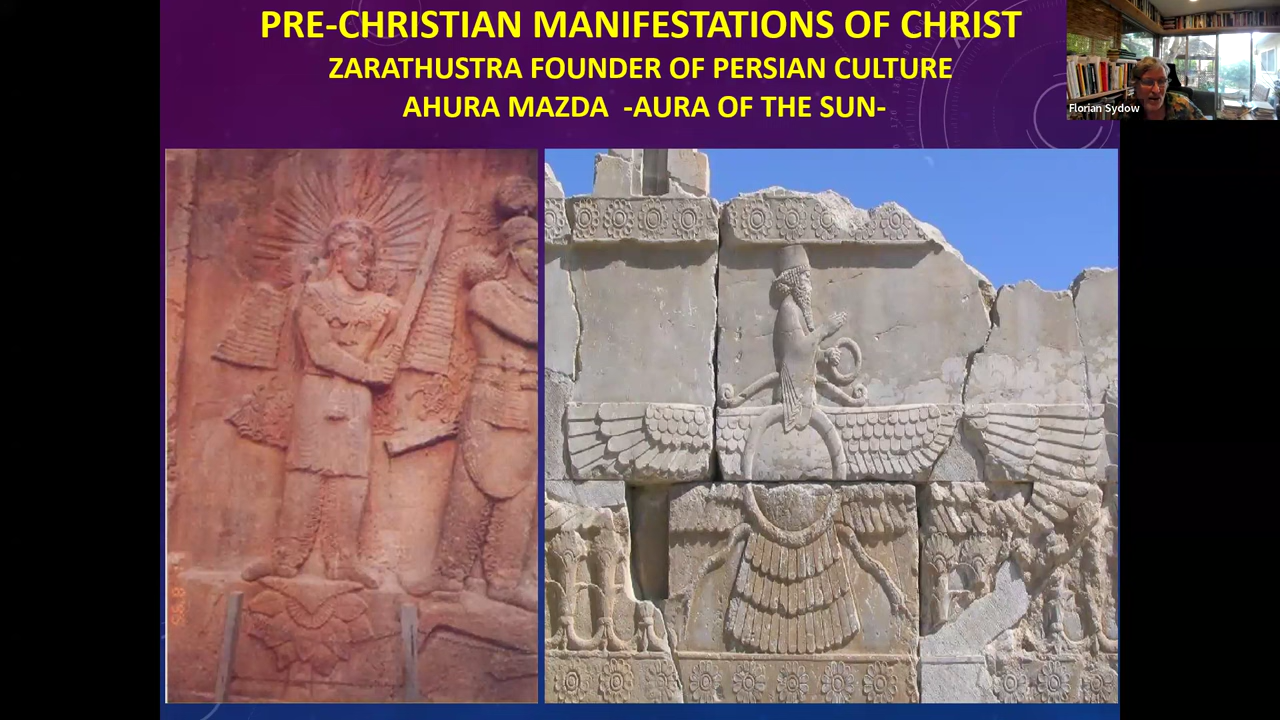 PRE-CHRISTIAN MANIFESTATIONS OF CHRIST
ZARATHUSTRA FOUNDER OF PERSIAN CULTURE
AHURA MAZDA -AURA OF THE SUN-
Florian Sydow